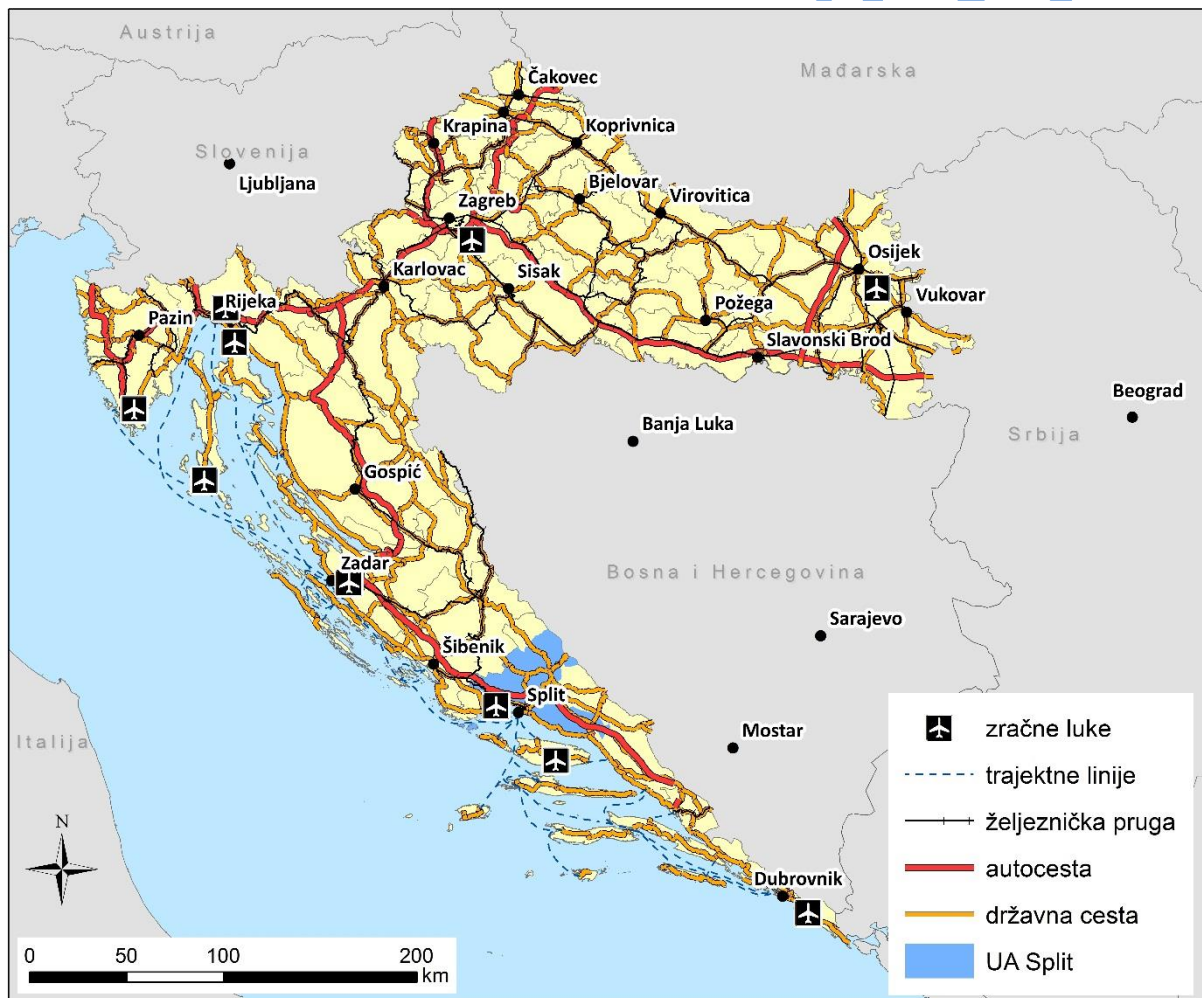 Austrija
Mađarska
Čakovec
Krapina
Koprivnica
Slovenija
Ljubljana
Bjelovar
Virovitica
Zagreb
Osijek
Karlovac
Sisak
Rijeka
Požega
Vukovar
Pazin
Slavonski Brod
Beograd
Banja Luka
Srbija
Gospić
Zadar
Bosna i Hercegovina
Sarajevo
Šibenik
Split
Italija
Mostar
Dubrovnik
N
0 50 100 200
km
zračne luke
trajektne linije
željeznička pruga
autocesta
državna cesta
UA Split